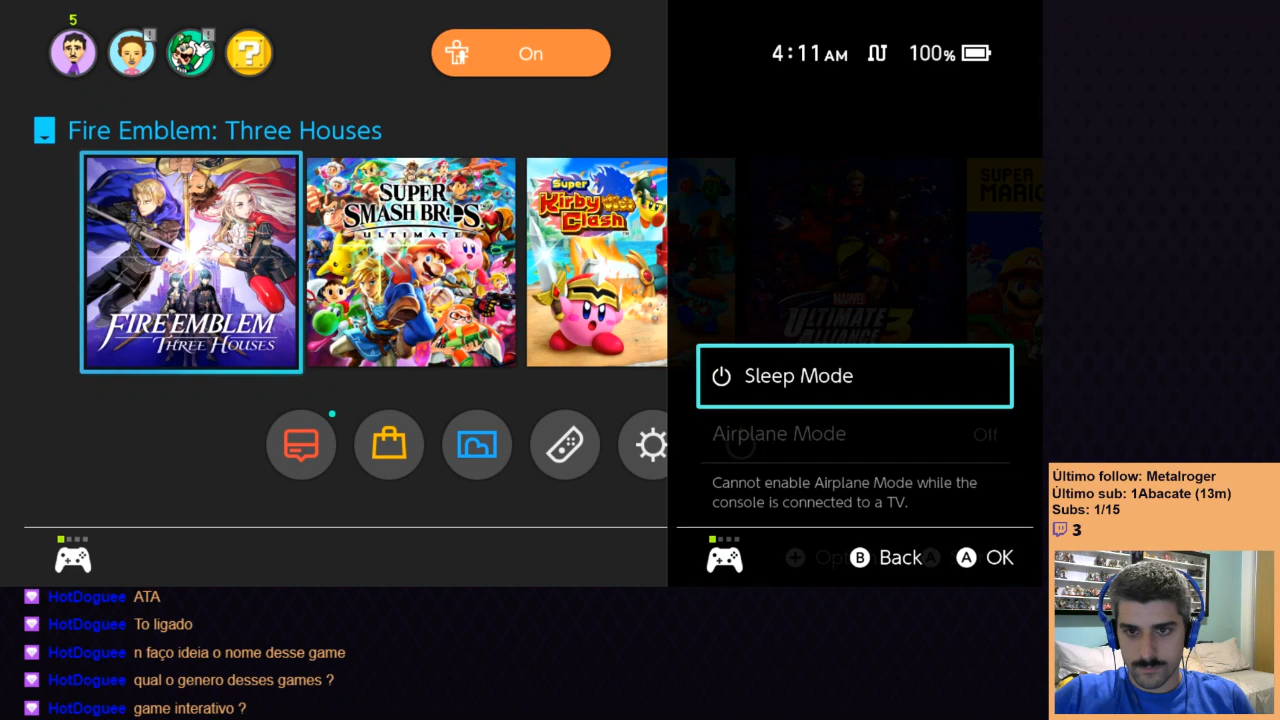 5
On
4:11 AM 100%
Fire Emblem: Three Houses
FIRE EMBLEM
THREE HOUSES
SUPER
SMASH BROS.
ULTIMATE
Super
Kirby
Clash
MARVEL
ULTIMATE
ALLIANCE
3
SUPER
Sleep Mode
Airplane Mode Off
Cannot enable Airplane Mode while the
console is connected to a TV.
B Back A OK
HotDoguee ATA
HotDoguee To ligado
HotDoguee n faço ideia o nome desse game
HotDoguee qual o genero desses games ?
HotDoguee game interativo ?
Último follow: Metalroger
Último sub: 1Abacate (13m)
Subs: 1/15
3